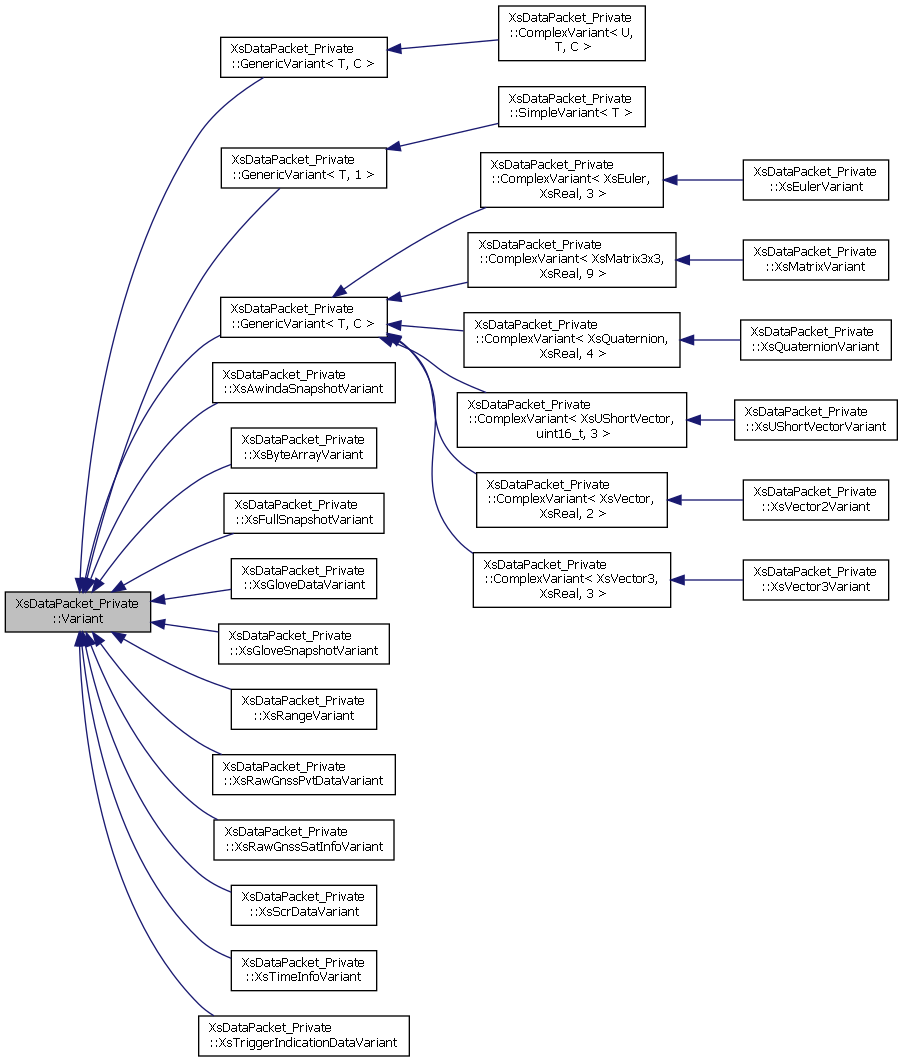 XsDataPacket_Private
::Variant
XsDataPacket_Private
::GenericVariant< T, C >
XsDataPacket_Private
::ComplexVariant< U,
T, C >
XsDataPacket_Private
::GenericVariant< T, 1 >
XsDataPacket_Private
::SimpleVariant< T >
XsDataPacket_Private
::GenericVariant< T, C >
XsDataPacket_Private
::ComplexVariant< XsEuler,
XsReal, 3 >
XsDataPacket_Private
::XsEulerVariant
XsDataPacket_Private
::ComplexVariant< XsMatrix3x3,
XsReal, 9 >
XsDataPacket_Private
::XsMatrixVariant
XsDataPacket_Private
::ComplexVariant< XsQuaternion,
XsReal, 4 >
XsDataPacket_Private
::XsQuaternionVariant
XsDataPacket_Private
::ComplexVariant< XsUShortVector,
uint16_t, 3 >
XsDataPacket_Private
::XsUShortVectorVariant
XsDataPacket_Private
::ComplexVariant< XsVector,
XsReal, 2 >
XsDataPacket_Private
::XsVector2Variant
XsDataPacket_Private
::ComplexVariant< XsVector3,
XsReal, 3 >
XsDataPacket_Private
::XsVector3Variant
XsDataPacket_Private
::XsAwindaSnapshotVariant
XsDataPacket_Private
::XsByteArrayVariant
XsDataPacket_Private
::XsFullSnapshotVariant
XsDataPacket_Private
::XsGloveDataVariant
XsDataPacket_Private
::XsGloveSnapshotVariant
XsDataPacket_Private
::XsRangeVariant
XsDataPacket_Private
::XsRawGnssPvtDataVariant
XsDataPacket_Private
::XsRawGnssSatInfoVariant
XsDataPacket_Private
::XsScrDataVariant
XsDataPacket_Private
::XsTimeInfoVariant
XsDataPacket_Private
::XsTriggerIndicationDataVariant